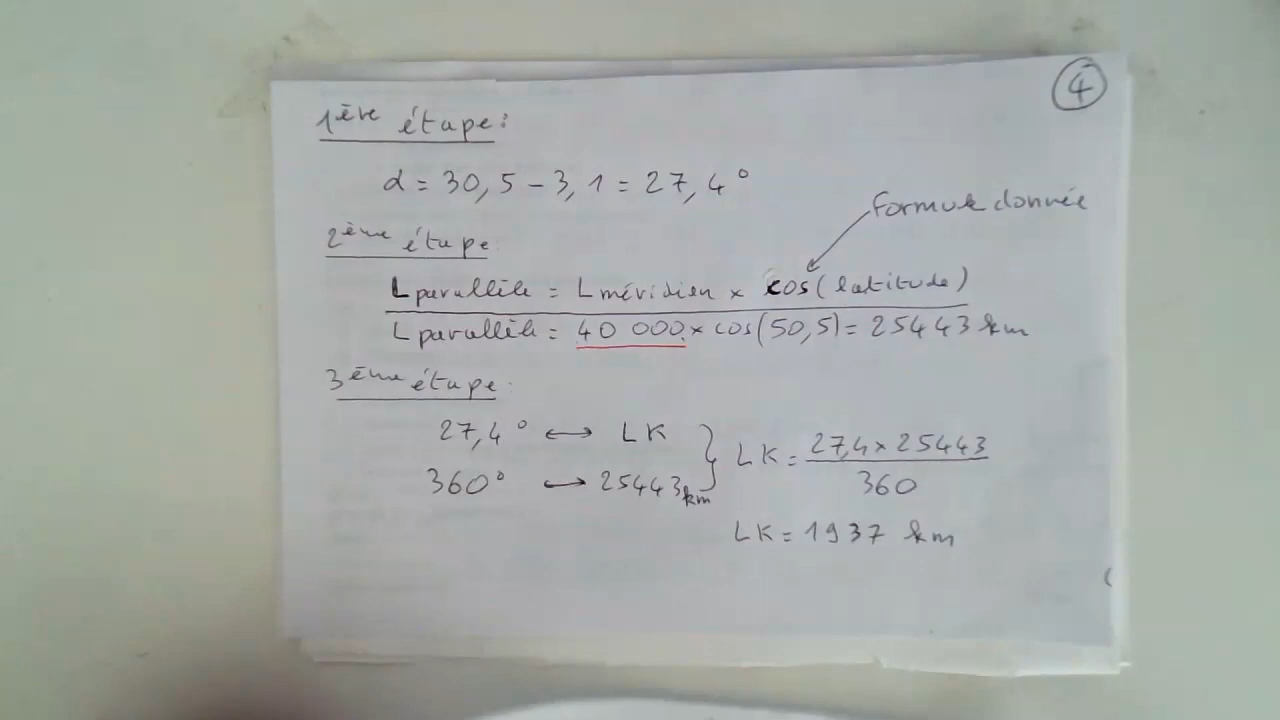 4
1ère étape:
α = 30,5 - 3,1 = 27,4°
Formule donnée
2ème étape
L parallèle = L méridien × cos(latitude)
L parallèle = 40 000 × cos(50,5) = 25443 km
3ème étape:
27,4° ↔ LK
360° ↔ 25443 km
LK = 27,4 × 25443
360
LK = 1937 km